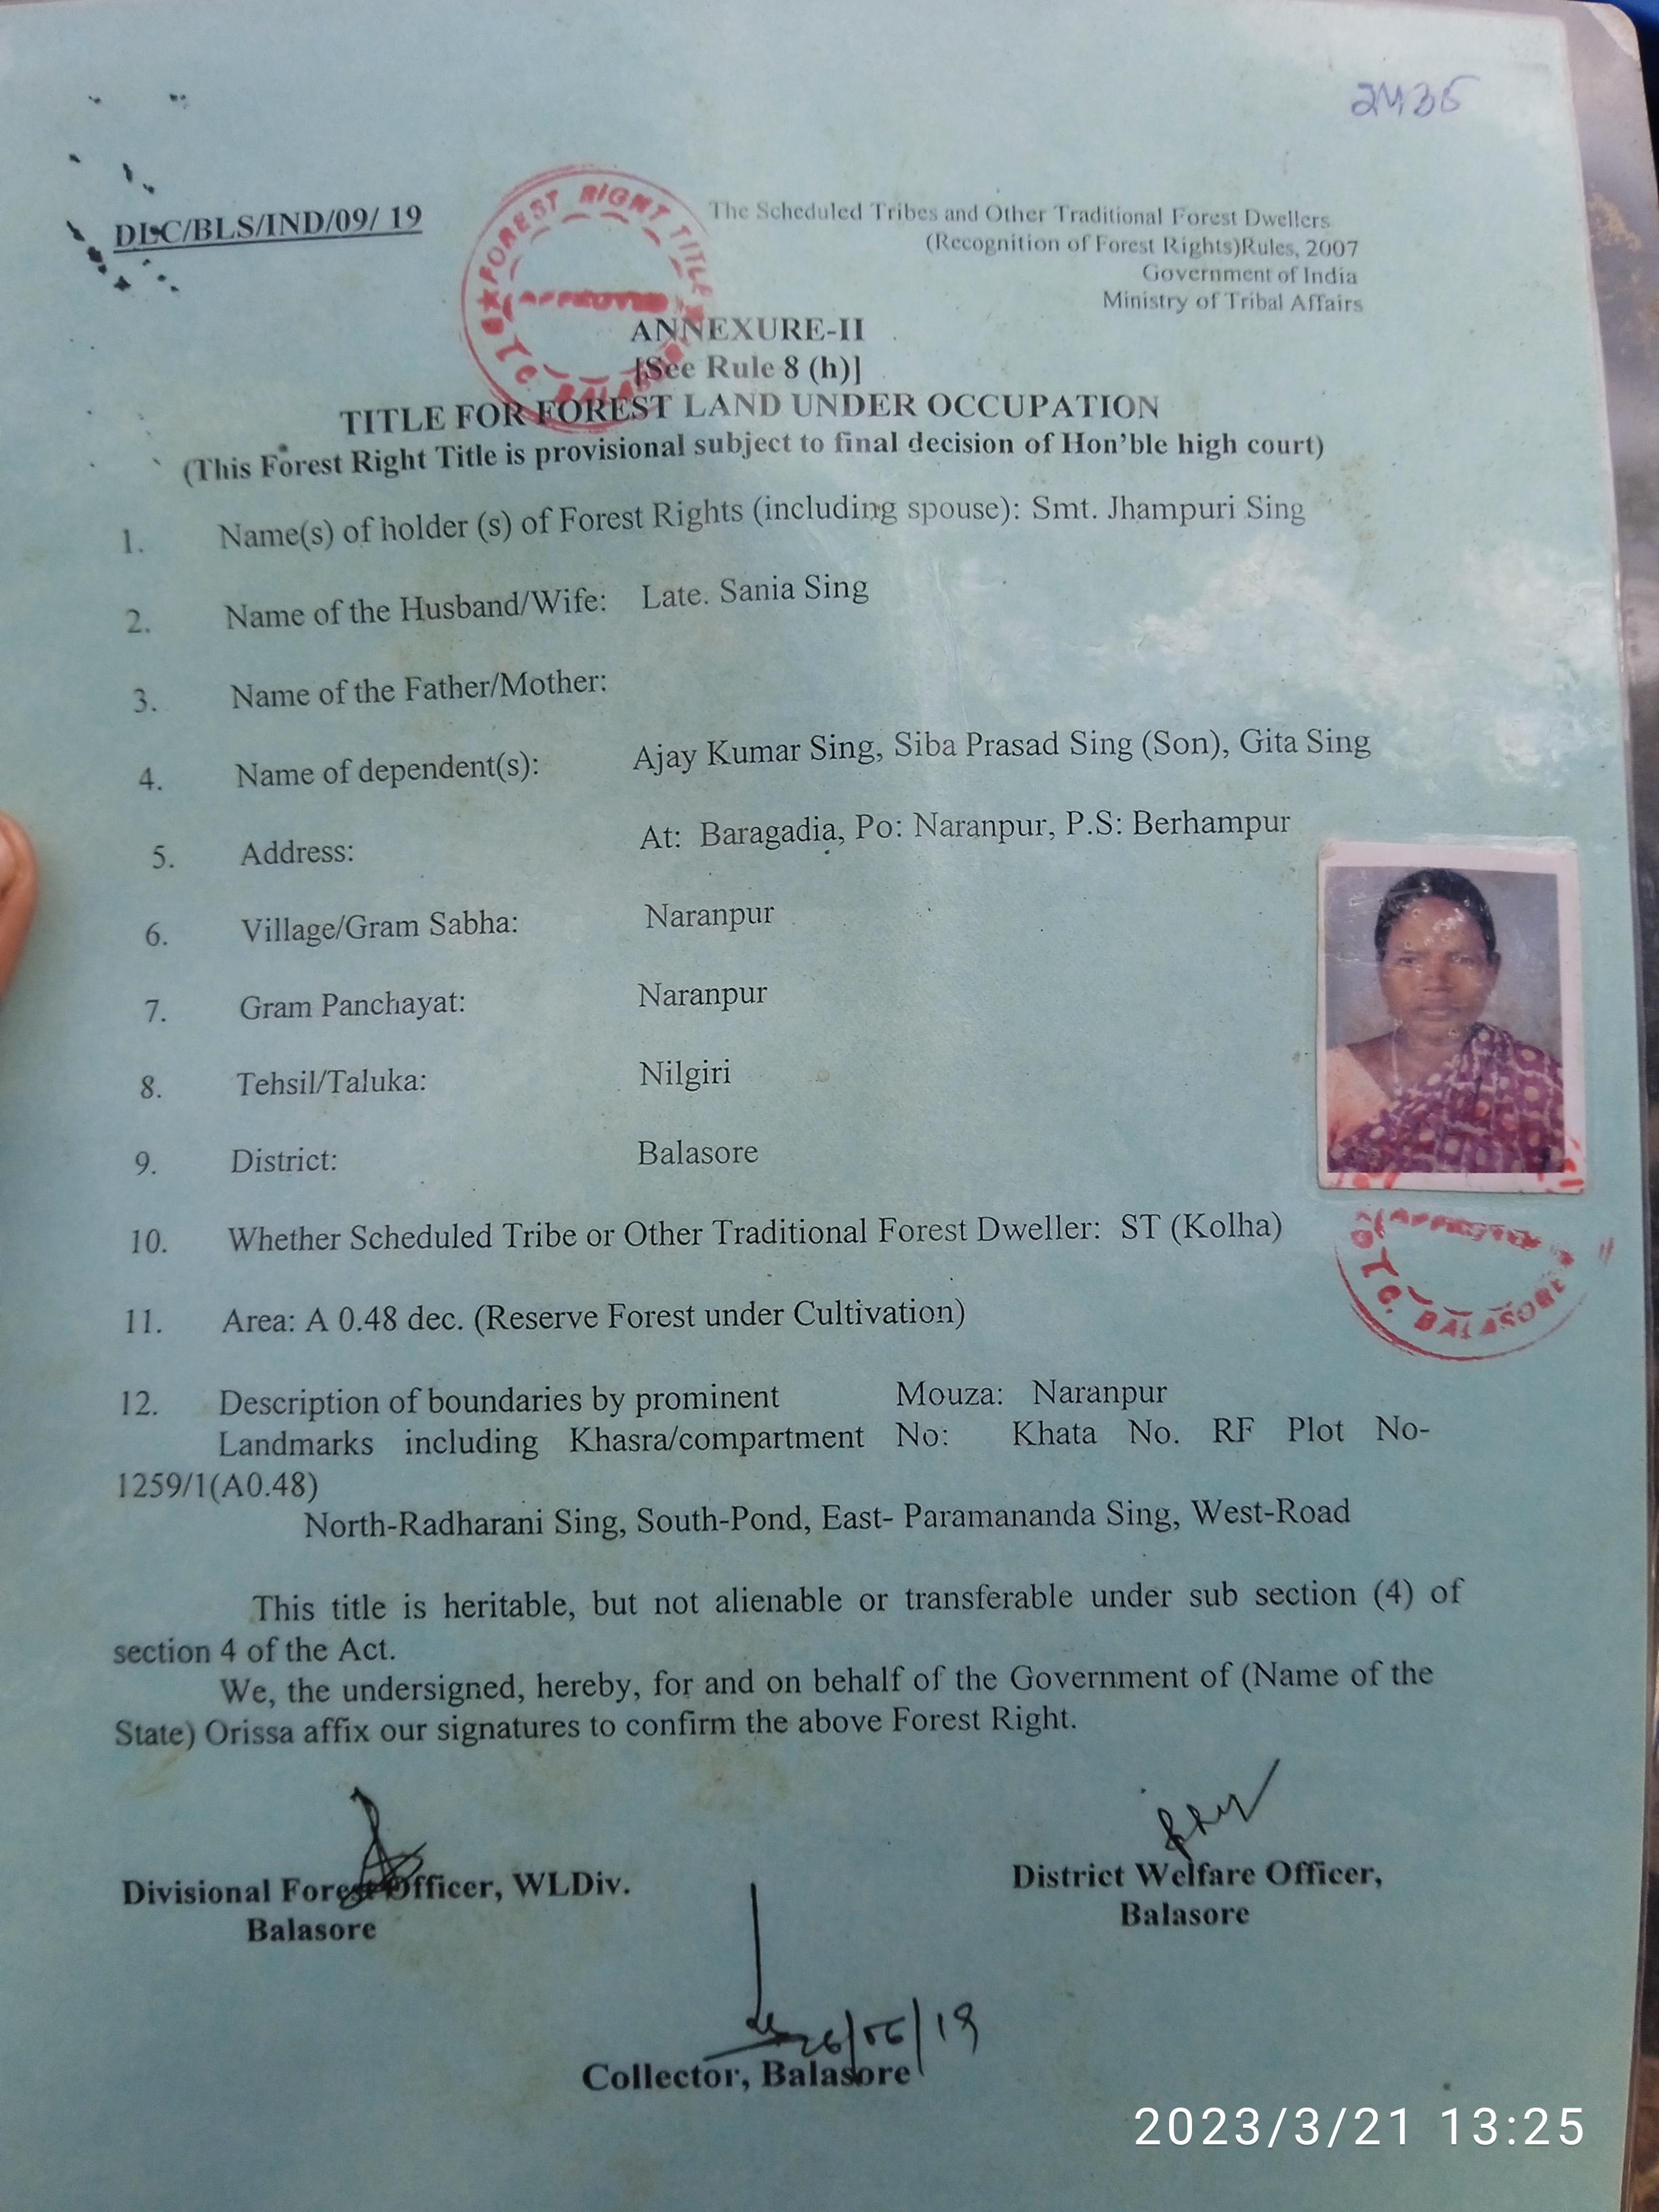 2435
DLC/BLS/IND/09/ 19
FOREST RIGHT TITLE
APPROVED
The Scheduled Tribes and Other Traditional Forest Dwellers
(Recognition of Forest Rights)Rules, 2007
Government of India
Ministry of Tribal Affairs
ANNEXURE-II
[See Rule 8 (h)]
TITLE FOR FOREST LAND UNDER OCCUPATION
(This Forest Right Title is provisional subject to final decision of Hon'ble high court)
1. Name(s) of holder (s) of Forest Rights (including spouse): Smt. Jhampuri Sing
2. Name of the Husband/Wife: Late. Sania Sing
3. Name of the Father/Mother:
4. Name of dependent(s): Ajay Kumar Sing, Siba Prasad Sing (Son), Gita Sing
5. Address: At: Baragadia, Po: Naranpur, P.S: Berhampur
6. Village/Gram Sabha: Naranpur
7. Gram Panchayat: Naranpur
8. Tehsil/Taluka: Nilgiri
9. District: Balasore
10. Whether Scheduled Tribe or Other Traditional Forest Dweller: ST (Kolha)
APPROVED
BALASORE
11. Area: A 0.48 dec. (Reserve Forest under Cultivation)
12. Description of boundaries by prominent Mouza: Naranpur
Landmarks including Khasra/compartment No: Khata No. RF Plot No-
1259/1(A0.48)
North-Radharani Sing, South-Pond, East- Paramananda Sing, West-Road
This title is heritable, but not alienable or transferable under sub section (4) of
section 4 of the Act.
We, the undersigned, hereby, for and on behalf of the Government of (Name of the
State) Orissa affix our signatures to confirm the above Forest Right.
Divisional Forest Officer, WLDiv.
Balasore
District Welfare Officer,
Balasore
26/06/19
Collector, Balasore
2023/3/21 13:25